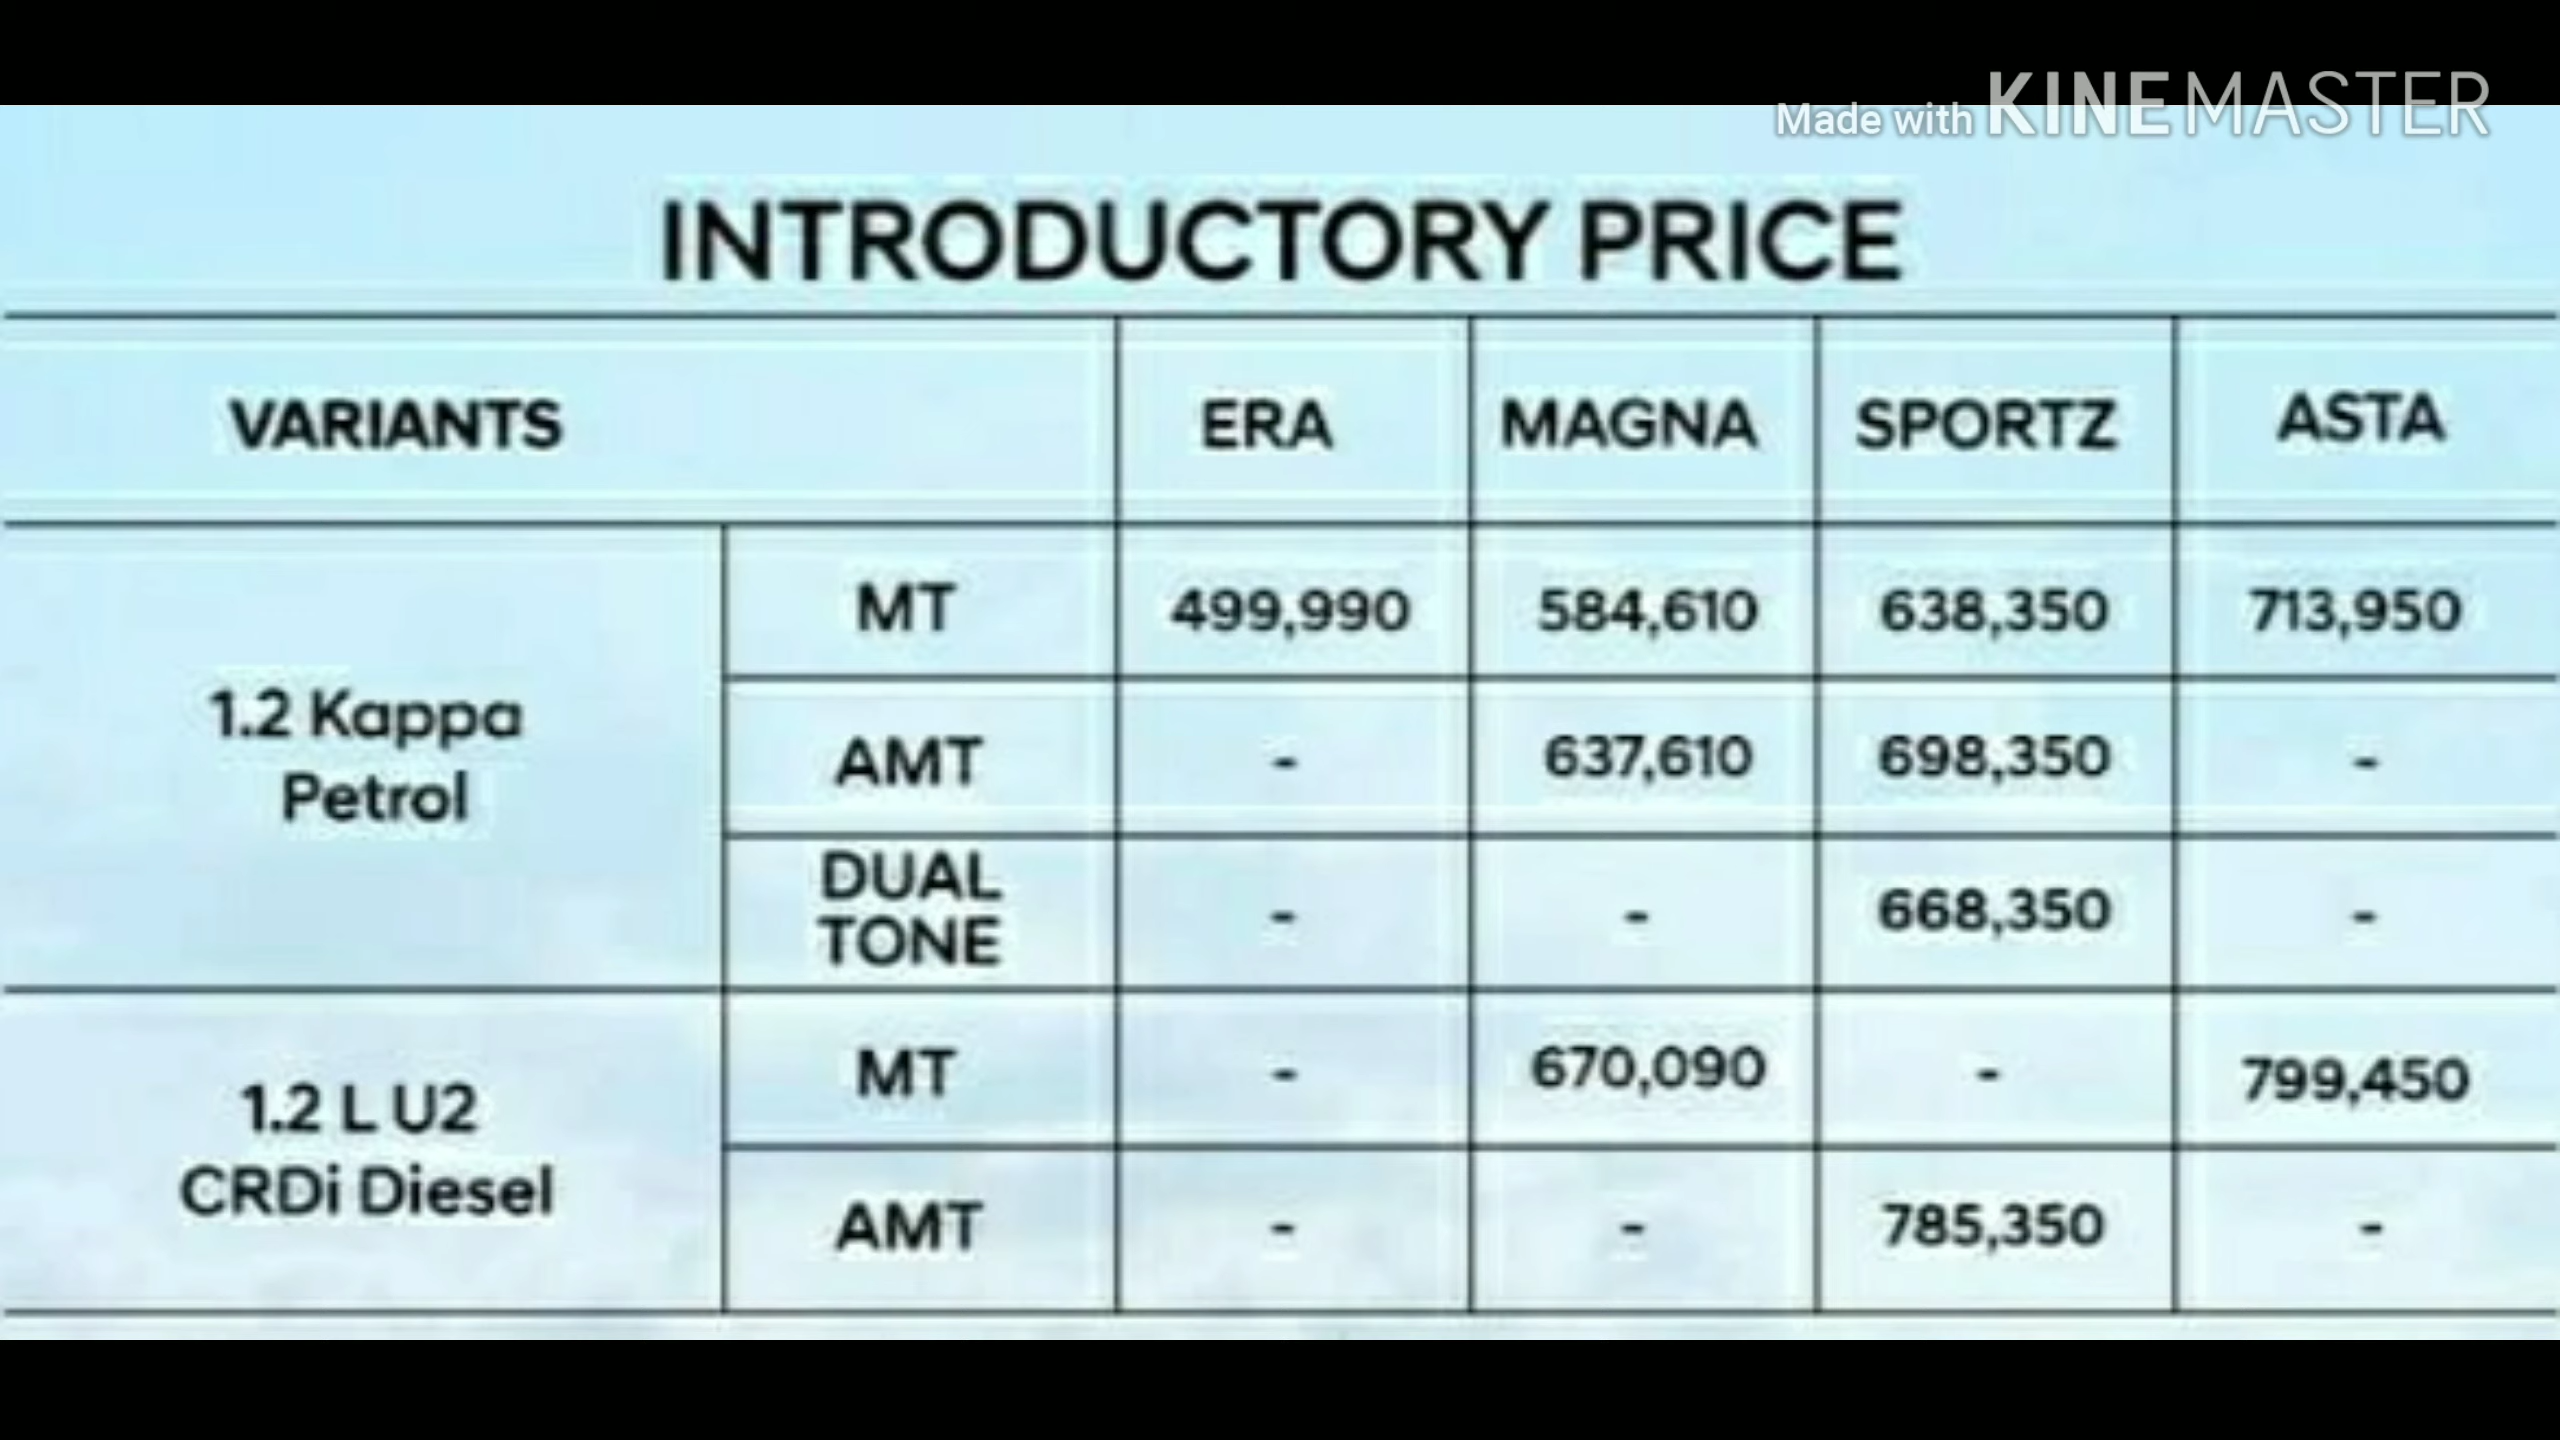 Made with KINEMASTER
INTRODUCTORY PRICE
VARIANTS ERA MAGNA SPORTZ ASTA
1.2 Kappa
Petrol
MT 499,990 584,610 638,350 713,950
AMT - 637,610 698,350 -
DUAL
TONE - - 668,350 -
1.2 L U2
CRDi Diesel
MT - 670,090 - 799,450
AMT - - 785,350 -